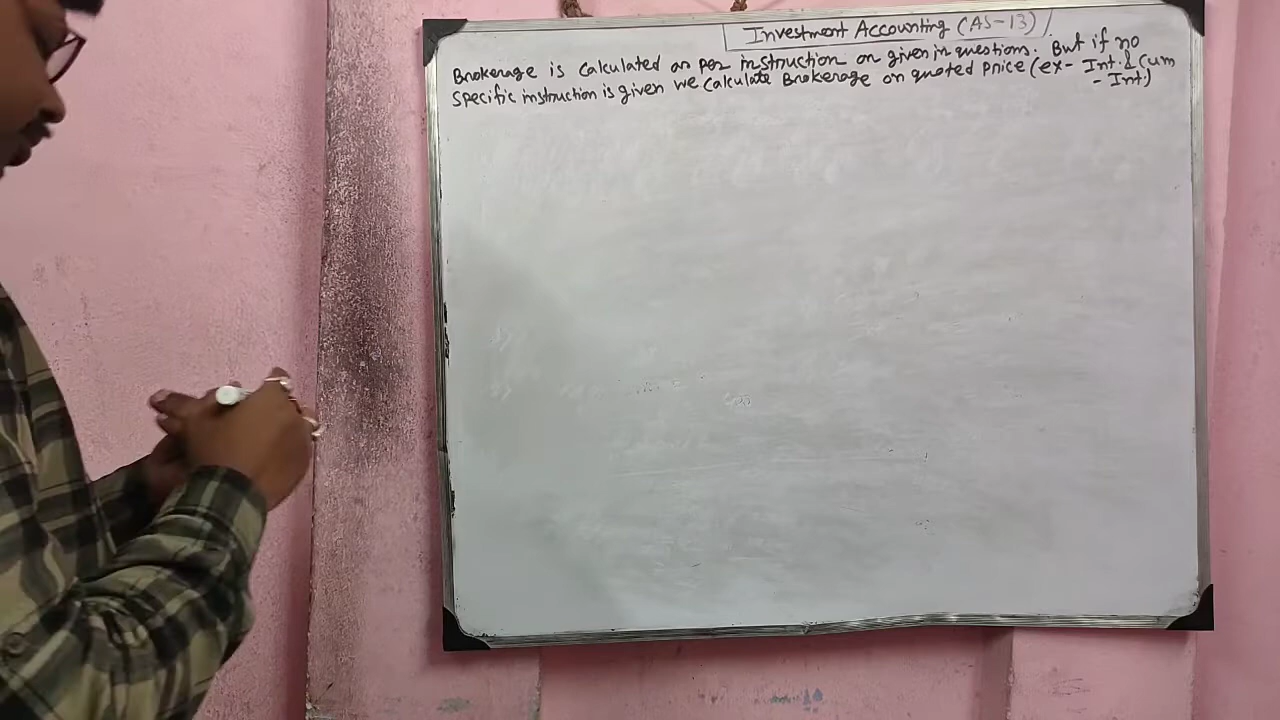 Investment Accounting (AS-13)
Brokerage is calculated as per instruction on given in questions. But if no
specific instruction is given we calculate Brokerage on quoted price (ex- Int. & Cum
- Int)